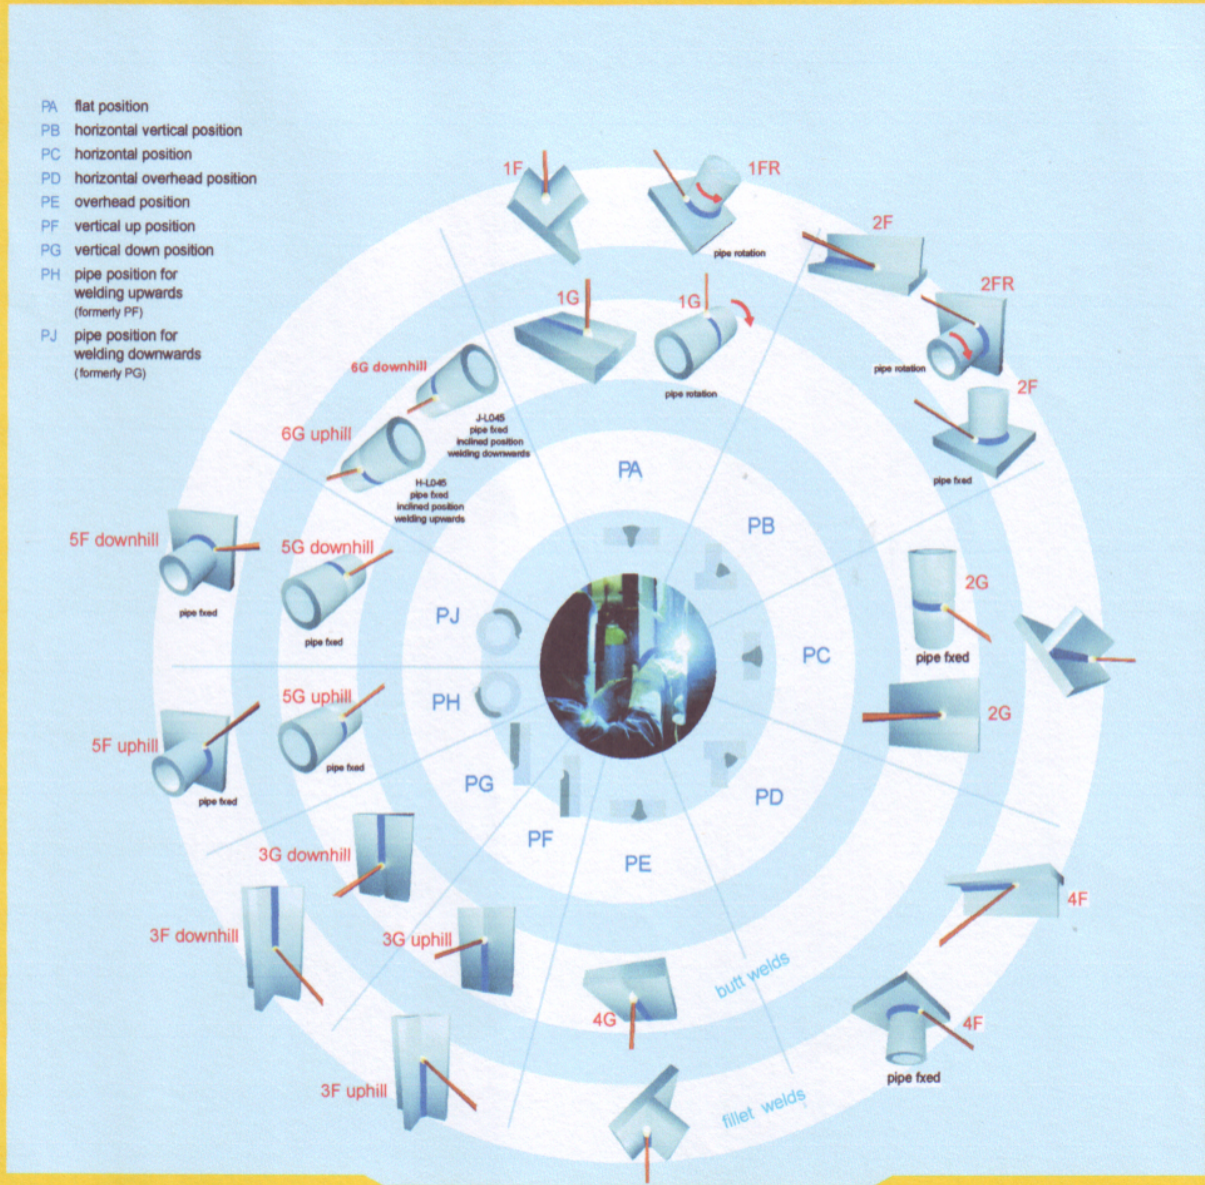 PA flat position
PB horizontal vertical position
PC horizontal position
PD horizontal overhead position
PE overhead position
PF vertical up position
PG vertical down position
PH pipe position for
welding upwards
(formerly PF)
PJ pipe position for
welding downwards
(formerly PG)
1F
1FR
pipe rotation
2F
2FR
pipe rotation
2F
pipe fixed
1G
1G
pipe rotation
6G downhill
J-L045
pipe fixed
inclined position
welding downwards
6G uphill
H-L045
pipe fixed
inclined position
welding upwards
5F downhill
pipe fxed
5G downhill
pipe fxed
5G uphill
pipe fxed
5F uphill
pipe fxed
PA
PB
PC
PD
PE
PF
PG
PH
PJ
2G
pipe fxed
2G
3G downhill
3F downhill
3G uphill
3F uphill
4G
4F
4F
pipe fxed
butt welds
fillet welds